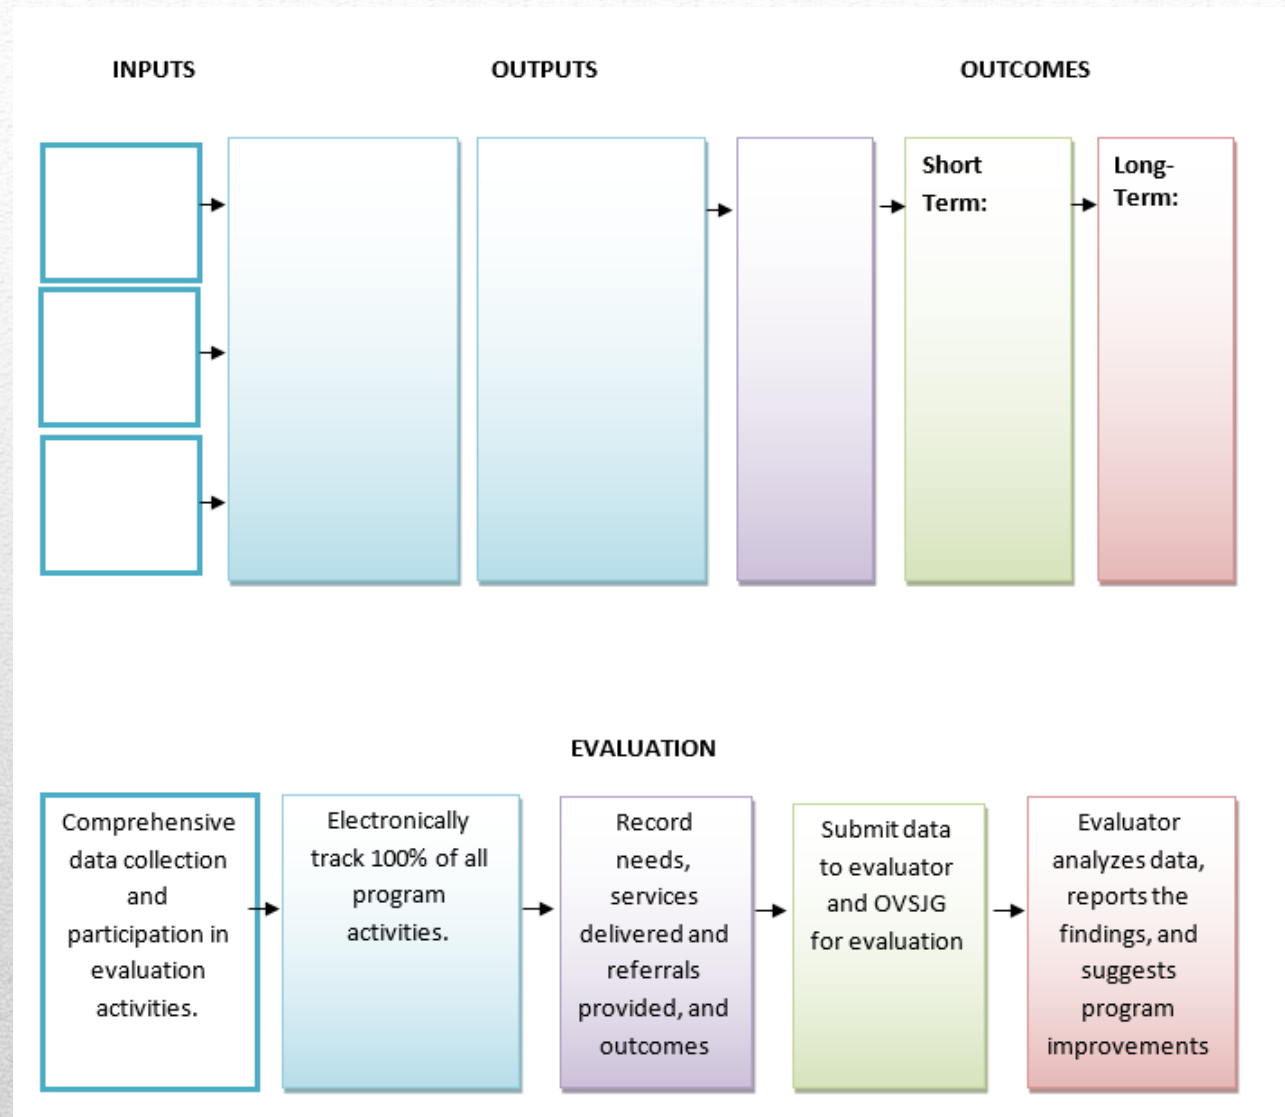 INPUTS
OUTPUTS
OUTCOMES
Short
Term:
Long-
Term:
EVALUATION
Comprehensive
data collection
and
participation in
evaluation
activities.
Electronically
track 100% of all
program
activities.
Record
needs,
services
delivered and
referrals
provided, and
outcomes
Submit data
to evaluator
and OVSJG
for evaluation
Evaluator
analyzes data,
reports the
findings, and
suggests
program
improvements